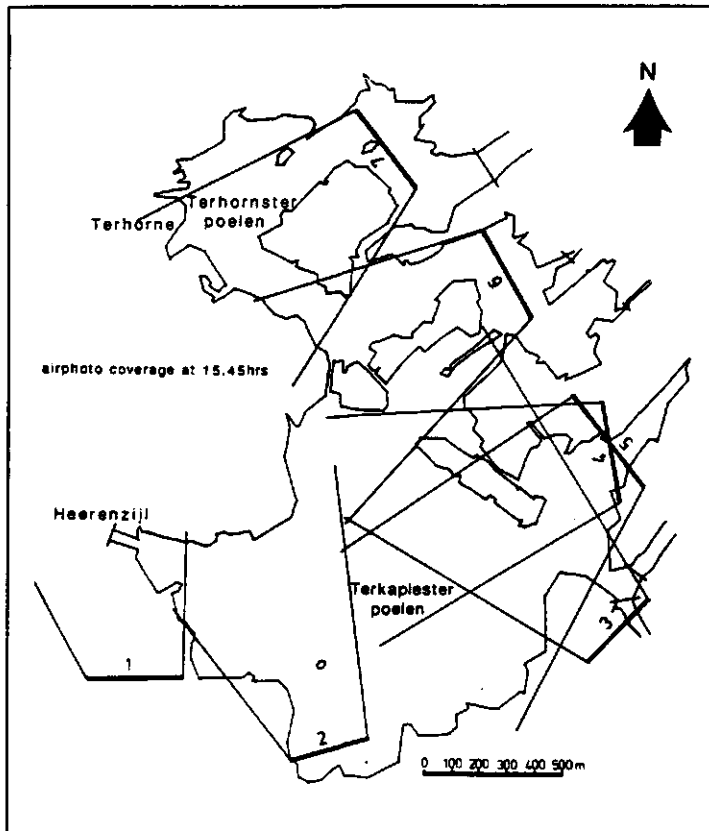 N
7
Terhornster
poelen
Terhorne
6
airphoto coverage at 15.45hrs
5
4
Heerenzijl
Terkaplester
poelen
3
1
0
2
0 100 200 300 400 500m